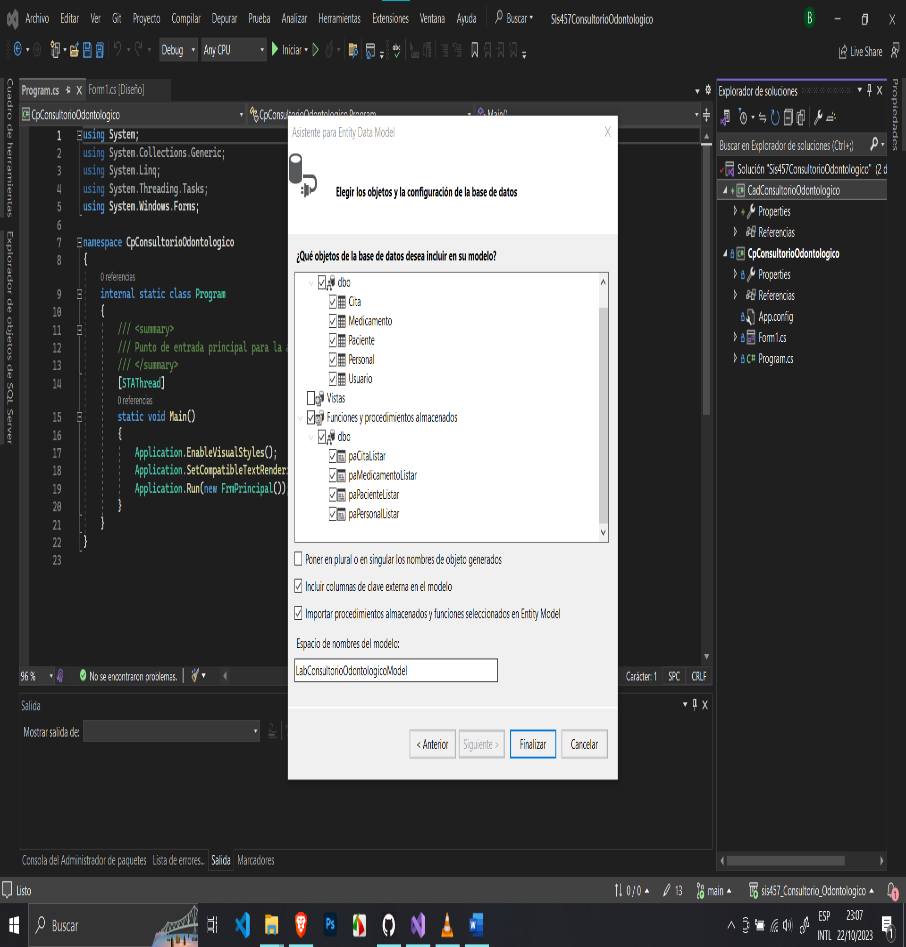 Archivo Editar Ver Git Proyecto Compilar Depurar Prueba Analizar Herramientas Extensiones Ventana Ayuda Buscar Sis457ConsultorioOdontologico B
Debug Any CPU Iniciar Live Share
Cuadro de herramientas
Explorador de objetos de SQL Server
Program.cs Form1.cs [Diseño]
CpConsultorioOdontologico CpConsultorioOdontologico.Program Main()
1 using System;
2 using System.Collections.Generic;
3 using System.Linq;
4 using System.Threading.Tasks;
5 using System.Windows.Forms;
6
7 namespace CpConsultorioOdontologico
8 {
0 referencias
9 internal static class Program
10 {
11 /// <summary>
12 /// Punto de entrada principal para la a
13 /// </summary>
14 [STAThread]
0 referencias
15 static void Main()
16 {
17 Application.EnableVisualStyles();
18 Application.SetCompatibleTextRender
19 Application.Run(new FrmPrincipal())
20 }
21 }
22 }
23
96 % No se encontraron problemas. Carácter: 1 SPC CRLF
Asistente para Entity Data Model
Elegir los objetos y la configuración de la base de datos
¿Qué objetos de la base de datos desea incluir en su modelo?
dbo
Cita
Medicamento
Paciente
Personal
Usuario
Vistas
Funciones y procedimientos almacenados
dbo
paCitaListar
paMedicamentoListar
paPacienteListar
paPersonalListar
Poner en plural o en singular los nombres de objeto generados
Incluir columnas de clave externa en el modelo
Importar procedimientos almacenados y funciones seleccionados en Entity Model
Espacio de nombres del modelo:
LabConsultorioOdontologicoModel
< Anterior Siguiente > Finalizar Cancelar
Explorador de soluciones
Buscar en Explorador de soluciones (Ctrl+;)
Solución "Sis457ConsultorioOdontologico" (2 d
CadConsultorioOdontologico
Properties
Referencias
CpConsultorioOdontologico
Properties
Referencias
App.config
Form1.cs
C# Program.cs
Propiedades
Salida
Mostrar salida de:
Consola del Administrador de paquetes Lista de errores... Salida Marcadores
Listo 0 / 0 13 main sis457_Consultorio_Odontologico 1
Buscar Ps ESP INTL 23:07 22/10/2023 1